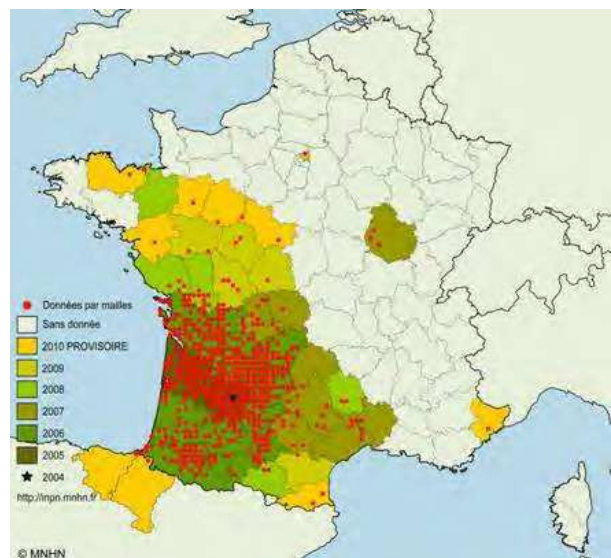 Données par mailles
Sans donnée
2010 PROVISOIRE
2009
2008
2007
2006
2005
2004
http://inpn.mnhn.fr
© MNHN